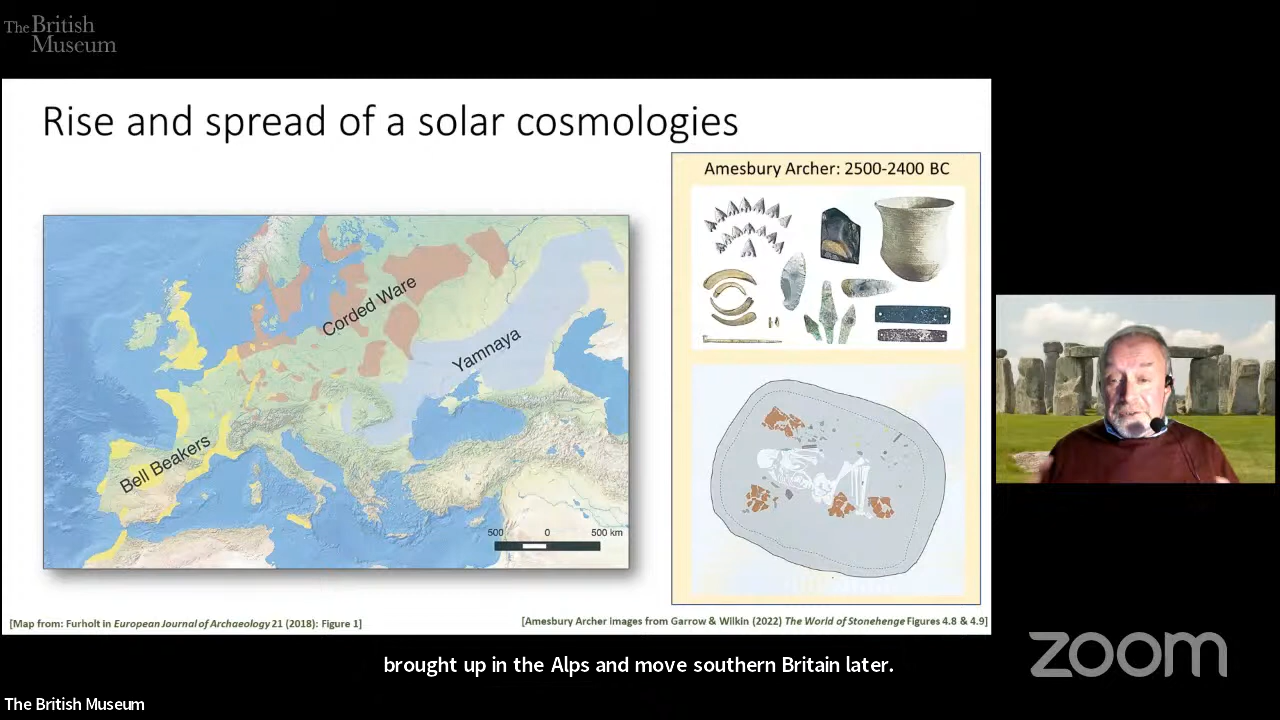 The British
Museum
Rise and spread of a solar cosmologies
Amesbury Archer: 2500-2400 BC
Corded Ware
Yamnaya
Bell Beakers
500 0 500 km
[Map from: Furholt in European Journal of Archaeology 21 (2018): Figure 1]
[Amesbury Archer images from Garrow & Wilkin (2022) The World of Stonehenge Figures 4.8 & 4.9]
brought up in the Alps and move southern Britain later.
zoom
The British Museum